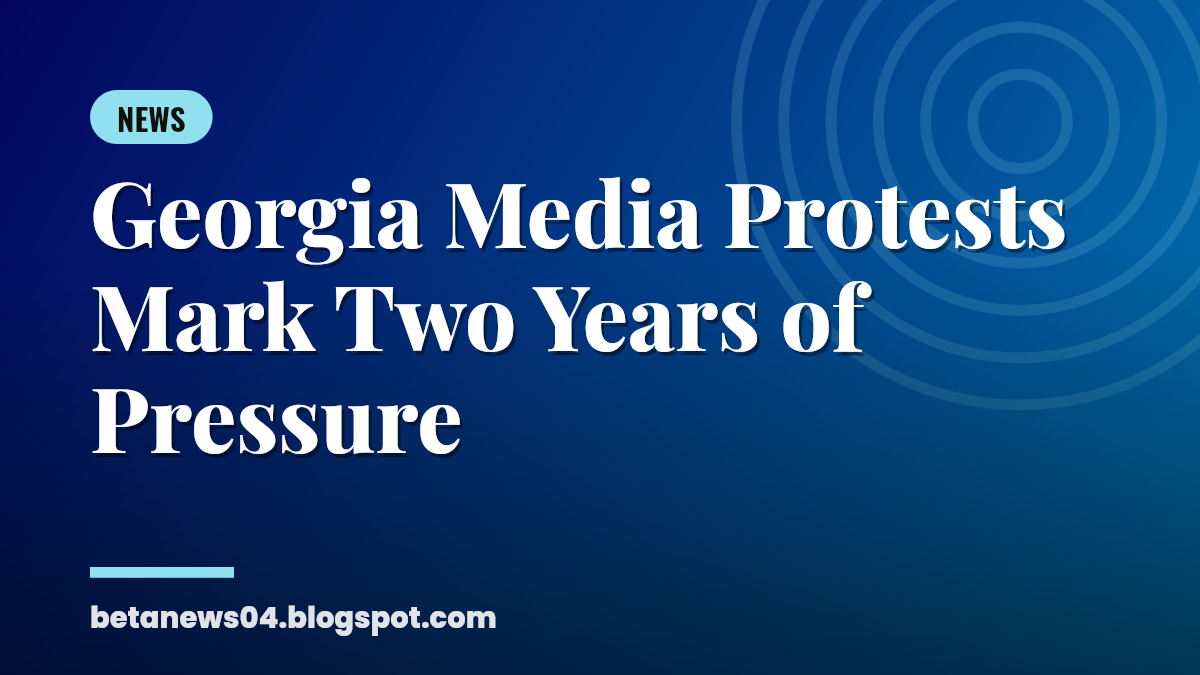 NEWS
Georgia Media Protests
Mark Two Years of
Pressure
betanews04.blogspot.com